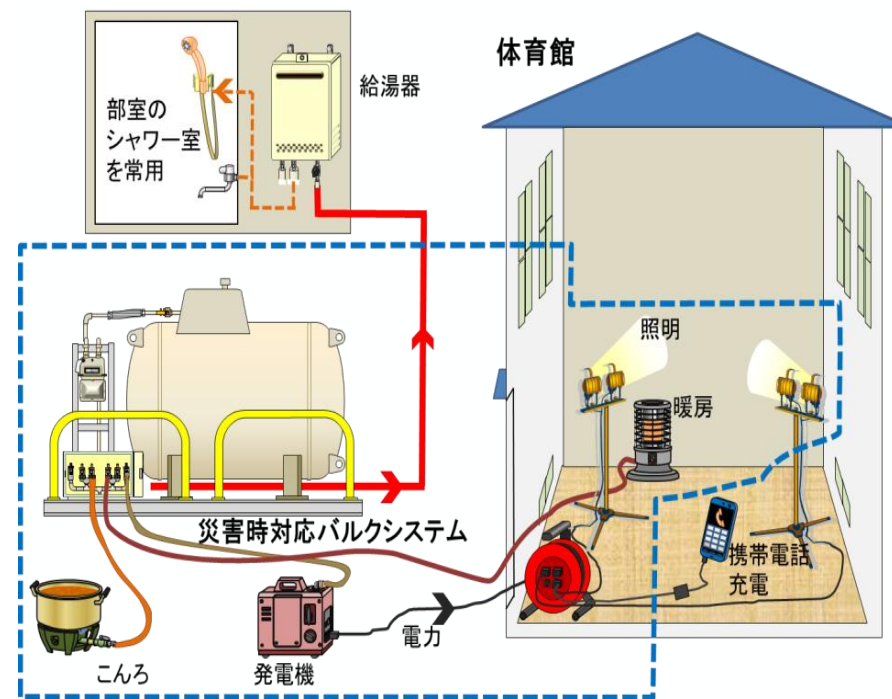 体育館
給湯器
部室の
シャワー室
を常用
照明
暖房
災害時対応バルクシステム
携帯電話
充電
電力
こんろ
発電機